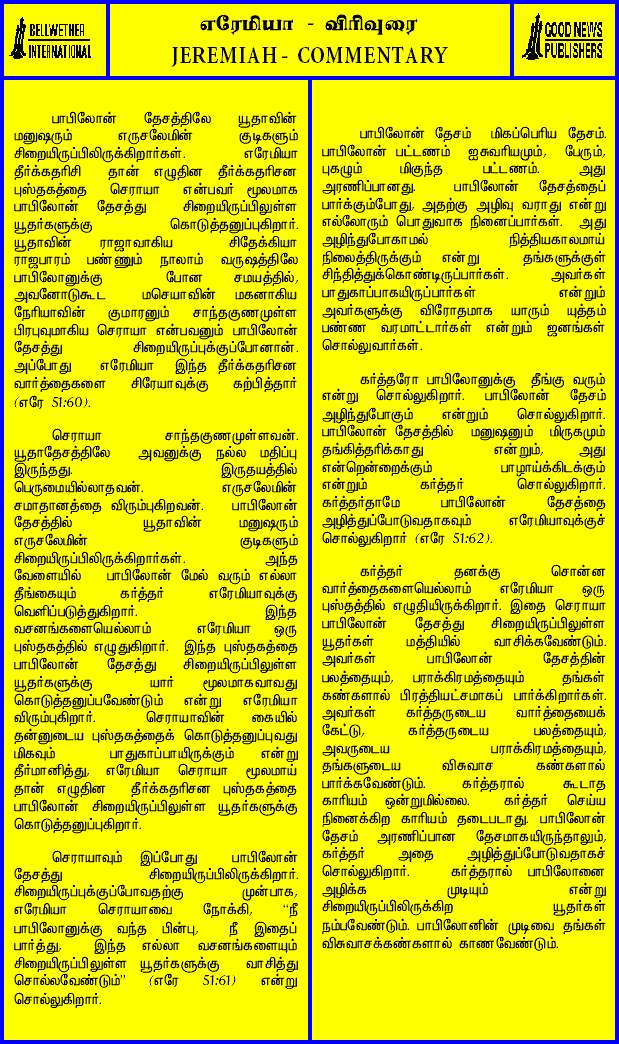 BELLWETHER
INTERNATIONAL
எரேமியா - விரிவுரை
JEREMIAH - COMMENTARY
GOOD NEWS
PUBLISHERS
பாபிலோன் தேசத்திலே யூதாவின்
மனுஷரும் எருசலேமின் குடிகளும்
சிறையிருப்பிலிருக்கிறார்கள். எரேமியா
தீர்க்கதரிசி தான் எழுதின தீர்க்கதரிசன
புஸ்தகத்தை செராயா என்பவர் மூலமாக
பாபிலோன் தேசத்து சிறையிருப்பிலுள்ள
யூதர்களுக்கு கொடுத்தனுப்புகிறார்.
யூதாவின் ராஜாவாகிய சிதேக்கியா
ராஜபாரம் பண்ணும் நாலாம் வருஷத்திலே
பாபிலோனுக்கு போன சமயத்தில்,
அவனோடுகூட மசெயாவின் மகனாகிய
நேரியாவின் குமாரனும் சாந்தகுணமுள்ள
பிரபுவுமாகிய செராயா என்பவனும் பாபிலோன்
தேசத்து சிறையிருப்புக்குப்போனான்.
அப்போது எரேமியா இந்த தீர்க்கதரிசன
வார்த்தைகளை சிரேயாவுக்கு கற்பித்தார்
(எரே 51:60).
செராயா சாந்தகுணமுள்ளவன்.
யூதாதேசத்திலே அவனுக்கு நல்ல மதிப்பு
இருந்தது. இருதயத்தில்
பெருமையில்லாதவன். எருசலேமின்
சமாதானத்தை விரும்புகிறவன். பாபிலோன்
தேசத்தில் யூதாவின் மனுஷரும்
எருசலேமின் குடிகளும்
சிறையிருப்பிலிருக்கிறார்கள். அந்த
வேளையில் பாபிலோன் மேல் வரும் எல்லா
தீங்கையும் கர்த்தர் எரேமியாவுக்கு
வெளிப்படுத்துகிறார். இந்த
வசனங்களையெல்லாம் எரேமியா ஒரு
புஸ்தகத்தில் எழுதுகிறார். இந்த புஸ்தகத்தை
பாபிலோன் தேசத்து சிறையிருப்பிலுள்ள
யூதர்களுக்கு யார் மூலமாகவாவது
கொடுத்தனுப்பவேண்டும் என்று எரேமியா
விரும்புகிறார். செராயாவின் கையில்
தன்னுடைய புஸ்தகத்தைக் கொடுத்தனுப்புவது
மிகவும் பாதுகாப்பாயிருக்கும் என்று
தீர்மானித்து, எரேமியா செராயா மூலமாய்
தான் எழுதின தீர்க்கதரிசன புஸ்தகத்தை
பாபிலோன் சிறையிருப்பிலுள்ள யூதர்களுக்கு
கொடுத்தனுப்புகிறார்.
செராயாவும் இப்போது பாபிலோன்
தேசத்து சிறையிருப்பிலிருக்கிறார்.
சிறையிருப்புக்குப்போவதற்கு முன்பாக,
எரேமியா செராயாவை நோக்கி, “நீ
பாபிலோனுக்கு வந்த பின்பு, நீ இதைப்
பார்த்து, இந்த எல்லா வசனங்களையும்
சிறையிருப்பிலுள்ள யூதர்களுக்கு வாசித்து
சொல்லவேண்டும்” (எரே 51:61) என்று
சொல்லுகிறார்.
பாபிலோன் தேசம் மிகப்பெரிய தேசம்.
பாபிலோன் பட்டணம் ஐசுவரியமும், பேரும்,
புகழும் மிகுந்த பட்டணம். அது
அரணிப்பானது. பாபிலோன் தேசத்தைப்
பார்க்கும்போது, அதற்கு அழிவு வராது என்று
எல்லோரும் பொதுவாக நினைப்பார்கள். அது
அழிந்துபோகாமல் நித்தியகாலமாய்
நிலைத்திருக்கும் என்று தங்களுக்குள்
சிந்தித்துக்கொண்டிருப்பார்கள். அவர்கள்
பாதுகாப்பாகயிருப்பார்கள் என்றும்
அவர்களுக்கு விரோதமாக யாரும் யுத்தம்
பண்ண வரமாட்டார்கள் என்றும் ஜனங்கள்
சொல்லுவார்கள்.
கர்த்தரோ பாபிலோனுக்கு தீங்கு வரும்
என்று சொல்லுகிறார். பாபிலோன் தேசம்
அழிந்துபோகும் என்றும் சொல்லுகிறார்.
பாபிலோன் தேசத்தில் மனுஷனும் மிருகமும்
தங்கித்தரிக்காது என்றும், அது
என்றென்றைக்கும் பாழாய்க்கிடக்கும்
என்றும் கர்த்தர் சொல்லுகிறார்.
கர்த்தர்தாமே பாபிலோன் தேசத்தை
அழித்துப்போடுவதாகவும் எரேமியாவுக்குச்
சொல்லுகிறார் (எரே 51:62).
கர்த்தர் தனக்கு சொன்ன
வார்த்தைகளையெல்லாம் எரேமியா ஒரு
புஸ்தத்தில் எழுதியிருக்கிறார். இதை செராயா
பாபிலோன் தேசத்து சிறையிருப்பிலுள்ள
யூதர்கள் மத்தியில் வாசிக்கவேண்டும்.
அவர்கள் பாபிலோன் தேசத்தின்
பலத்தையும், பராக்கிரமத்தையும் தங்கள்
கண்களால் பிரத்தியட்சமாகப் பார்க்கிறார்கள்.
அவர்கள் கர்த்தருடைய வார்த்தையைக்
கேட்டு, கர்த்தருடைய பலத்தையும்,
அவருடைய பராக்கிரமத்தையும்,
தங்களுடைய விசுவாச கண்களால்
பார்க்கவேண்டும். கர்த்தரால் கூடாத
காரியம் ஒன்றுமில்லை. கர்த்தர் செய்ய
நினைக்கிற காரியம் தடைபடாது. பாபிலோன்
தேசம் அரணிப்பான தேசமாகயிருந்தாலும்,
கர்த்தர் அதை அழித்துப்போடுவதாகச்
சொல்லுகிறார். கர்த்தரால் பாபிலோனை
அழிக்க முடியும் என்று
சிறையிருப்பிலிருக்கிற யூதர்கள்
நம்பவேண்டும். பாபிலோனின் முடிவை தங்கள்
விசுவாசக்கண்களால் காணவேண்டும்.